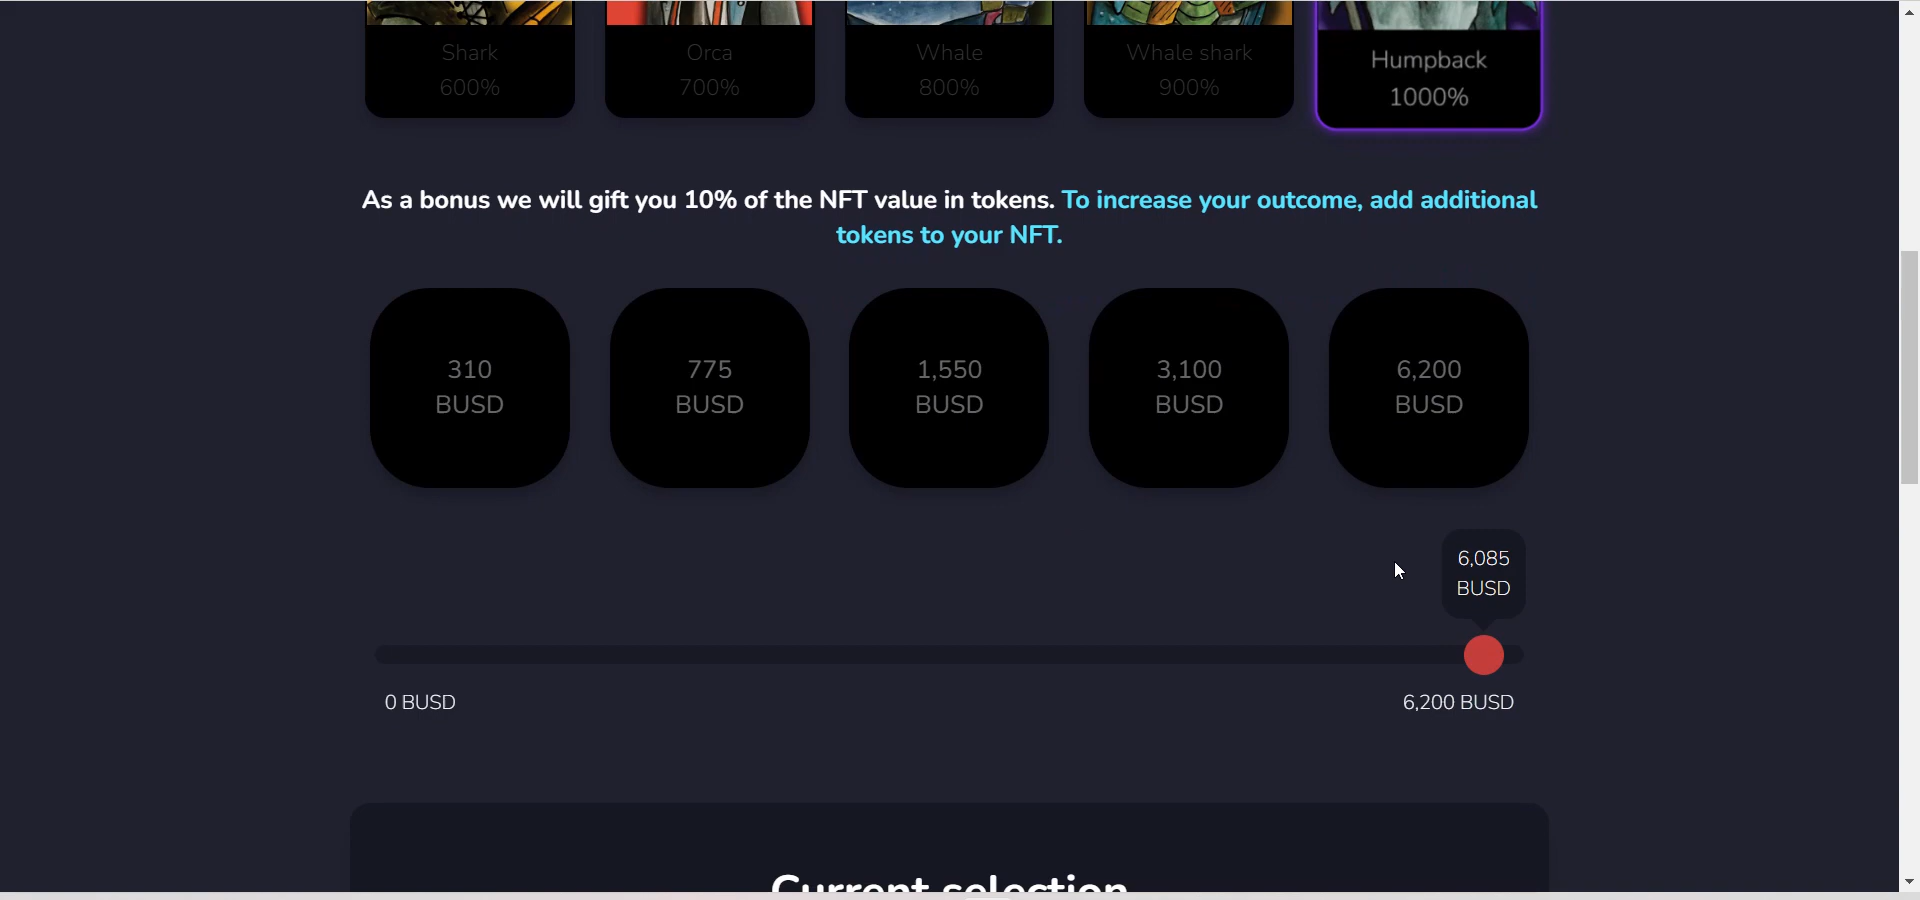 Shark
600%
Orca
700%
Whale
800%
Whale shark
900%
Humpback
1000%
As a bonus we will gift you 10% of the NFT value in tokens. To increase your outcome, add additional
tokens to your NFT.
310
BUSD
775
BUSD
1,550
BUSD
3,100
BUSD
6,200
BUSD
6,085
BUSD
0 BUSD
6,200 BUSD
Current selection